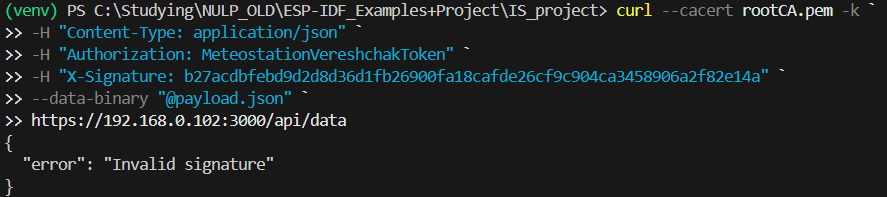 (venv) PS C:\Studying\NULP_OLD\ESP-IDF_Examples+Project\IS_project> curl --cacert rootCA.pem -k `
>> -H "Content-Type: application/json" `
>> -H "Authorization: MeteostationVereshchakToken" `
>> -H "X-Signature: b27acdbfebd9d2d8d36d1fb26900fa18cafde26cf9c904ca3458906a2f82e14a" `
>> --data-binary "@payload.json" `
>> https://192.168.0.102:3000/api/data
{
  "error": "Invalid signature"
}